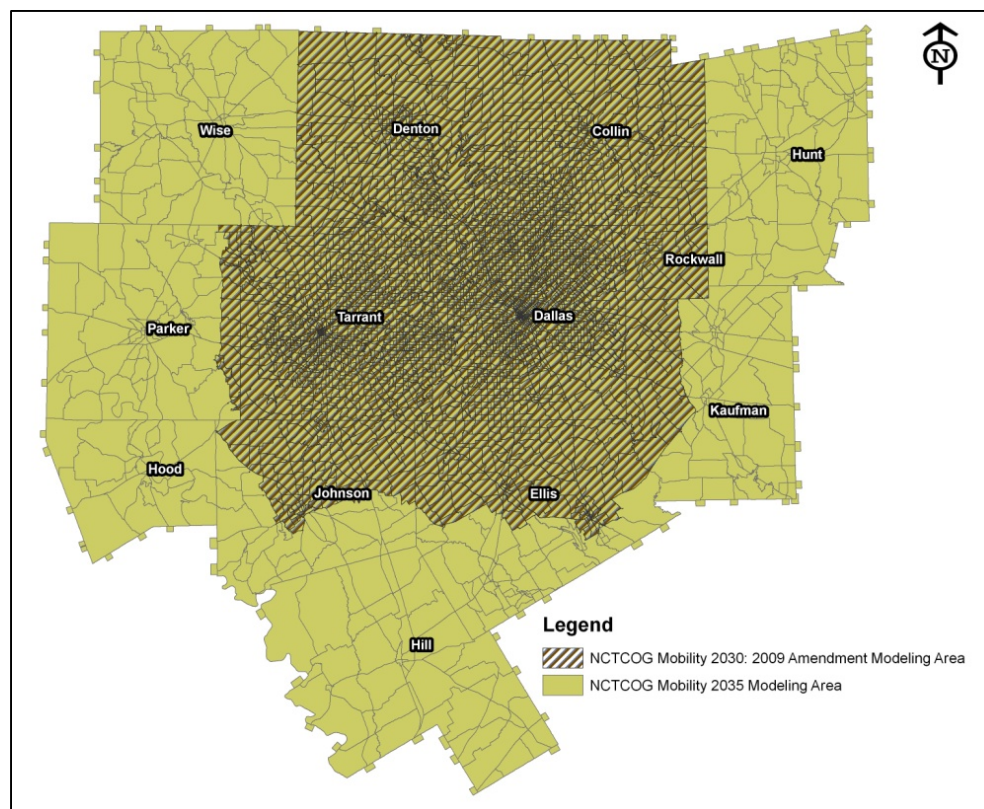 N
Wise
Denton
Collin
Hunt
Rockwall
Parker
Tarrant
Dallas
Kaufman
Hood
Johnson
Ellis
Hill
Legend
NCTCOG Mobility 2030: 2009 Amendment Modeling Area
NCTCOG Mobility 2035 Modeling Area